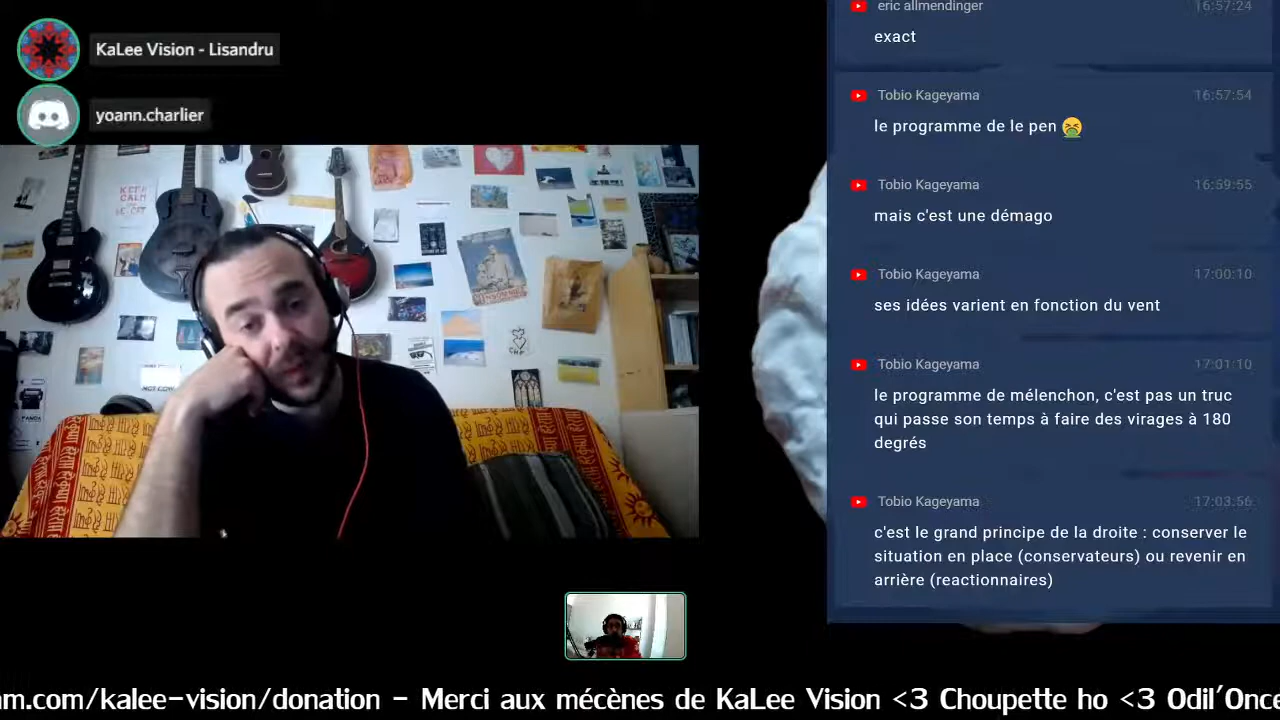 KaLee Vision - Lisandru
yoann.charlier
KEEP
CALM
eric allmendinger 16:57:24
exact
Tobio Kageyama 16:57:54
le programme de le pen 🤮
Tobio Kageyama 16:59:55
mais c'est une démago
Tobio Kageyama 17:00:10
ses idées varient en fonction du vent
Tobio Kageyama 17:01:10
le programme de mélenchon, c'est pas un truc
qui passe son temps à faire des virages à 180
degrés
Tobio Kageyama 17:03:56
c'est le grand principe de la droite : conserver le
situation en place (conservateurs) ou revenir en
arrière (reactionnaires)
am.com/kalee-vision/donation - Merci aux mécènes de KaLee Vision <3 Choupette ho <3 Odil'Once